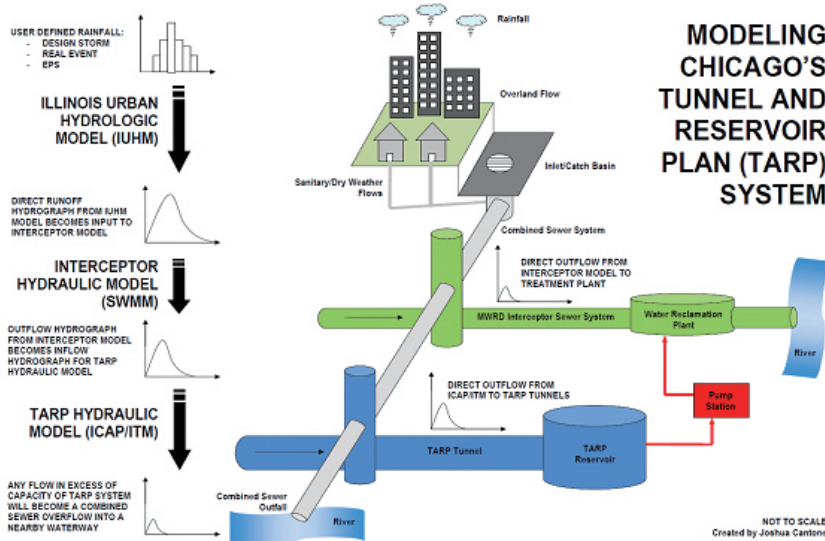 USER DEFINED RAINFALL:
- DESIGN STORM
- REAL EVENT
- EPS
ILLINOIS URBAN
HYDROLOGIC
MODEL (IUHM)
DIRECT RUNOFF
HYDROGRAPH FROM IUHM
MODEL BECOMES INPUT TO
INTERCEPTOR MODEL
INTERCEPTOR
HYDRAULIC MODEL
(SWMM)
OUTFLOW HYDROGRAPH
FROM INTERCEPTOR MODEL
BECOMES INFLOW
HYDROGRAPH FOR TARP
HYDRAULIC MODEL
TARP HYDRAULIC
MODEL (ICAP/ITM)
ANY FLOW IN EXCESS OF
CAPACITY OF TARP SYSTEM
WILL BECOME A COMBINED
SEWER OVERFLOW INTO A
NEARBY WATERWAY
Rainfall
Overland Flow
Inlet/Catch Basin
Sanitary/Dry Weather
Flows
Combined Sewer System
DIRECT OUTFLOW FROM
INTERCEPTOR MODEL TO
TREATMENT PLANT
MWRD Interceptor Sewer System
Water Reclamation
Plant
River
DIRECT OUTFLOW FROM
ICAP/ITM TO TARP TUNNELS
Pump
Station
TARP Tunnel
TARP
Reservoir
Combined Sewer
Outfall
River
MODELING
CHICAGO'S
TUNNEL AND
RESERVOIR
PLAN (TARP)
SYSTEM
NOT TO SCALE
Created by Joshua Cantone